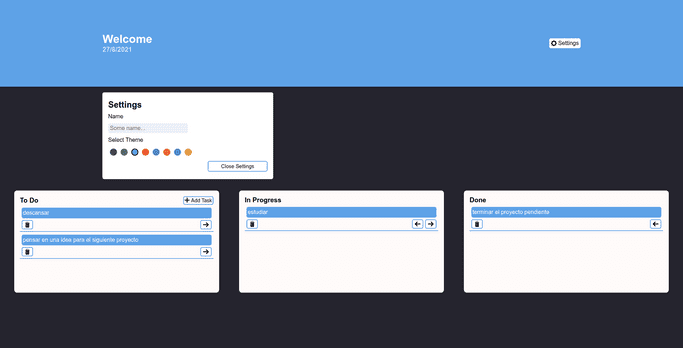 Welcome
27/8/2021
Settings
Settings
Name
Some name...
Select Theme
Close Settings
To Do
Add Task
descansar
pensar en una idea para el siguiente proyecto
In Progress
estudiar
Done
terminar el proyecto pendiente